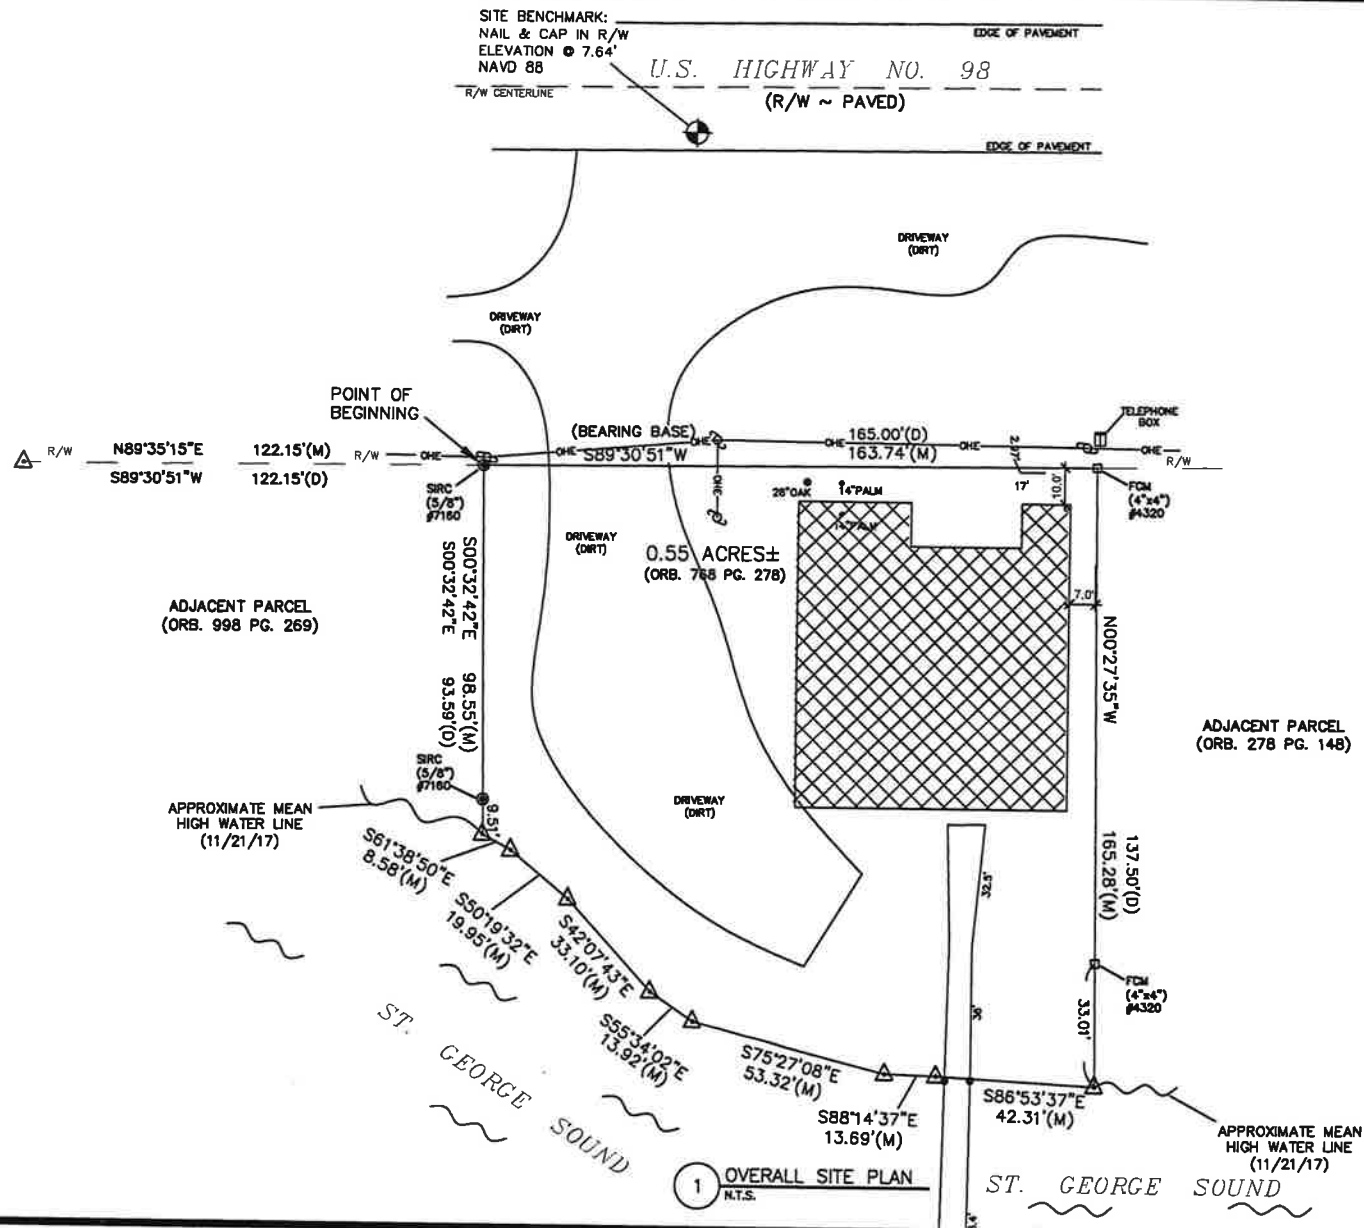 SITE BENCHMARK:
NAIL & CAP IN R/W
ELEVATION @ 7.64'
NAVD 88
EDGE OF PAVEMENT
U.S. HIGHWAY NO. 98
R/W CENTERLINE
(R/W ~ PAVED)
EDGE OF PAVEMENT
DRIVEWAY
(DIRT)
DRIVEWAY
(DIRT)
POINT OF
BEGINNING
TELEPHONE
BOX
(BEARING BASE)
S89°30'51"W
165.00'(D)
163.74'(M)
OHE
OHE
OHE
OHE
OHE
OHE
OHE
R/W
N89°35'15"E 122.15'(M)
S89°30'51"W 122.15'(D)
R/W
R/W
SIRC
(5/8")
#7160
28"OAK
14"PALM
14"PALM
17'
10.0'
FCM
(4"x4")
#4320
DRIVEWAY
(DIRT)
0.55 ACRES±
(ORB. 768 PG. 278)
7.0'
S00°32'42"E 98.55'(M)
S00°32'42"E 93.59'(D)
ADJACENT PARCEL
(ORB. 998 PG. 269)
N00°27'35"W
137.50'(D)
165.28'(M)
ADJACENT PARCEL
(ORB. 278 PG. 148)
SIRC
(5/8")
#7160
9.51'
APPROXIMATE MEAN
HIGH WATER LINE
(11/21/17)
DRIVEWAY
(DIRT)
S61°38'50"E
8.58'(M)
S50°19'32"E
19.95'(M)
S42°07'43"E
33.10'(M)
S55°34'02"E
13.92'(M)
S75°27'08"E
53.32'(M)
S88°14'37"E
13.69'(M)
S86°53'37"E
42.31'(M)
32.5'
38'
FCM
(4"x4")
#4320
33.01'
ST. GEORGE SOUND
APPROXIMATE MEAN
HIGH WATER LINE
(11/21/17)
1 OVERALL SITE PLAN
N.T.S.
ST. GEORGE SOUND